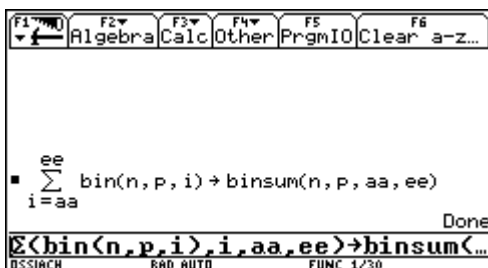 F1 F2 Algebra F3 Calc F4 Other F5 PrgmIO F6 Clear a-z...
ee
∑ bin(n,p,i)→binsum(n,p,aa,ee)
i=aa
Done
Σ(bin(n,p,i),i,aa,ee)→binsum(…
OSSIACH RAD AUTO FUNC 1/30